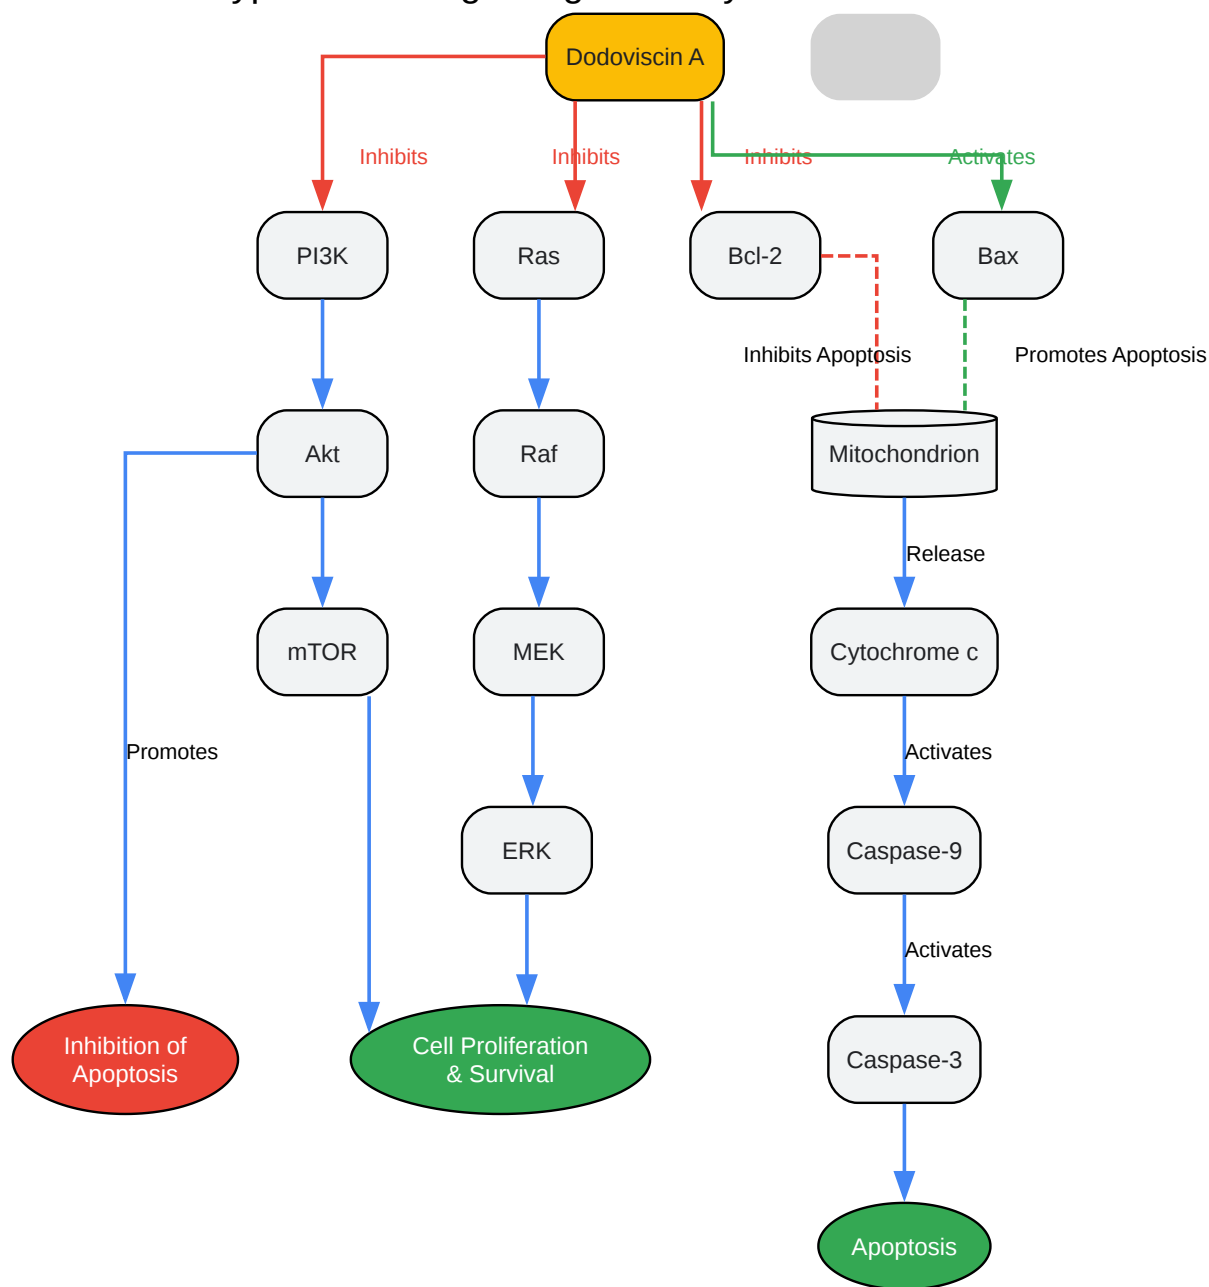 Dodoviscin A
Inhibits
Inhibits
Inhibits
Activates
PI3K
Ras
Bcl-2
Bax
Inhibits Apoptosis
Promotes Apoptosis
Akt
Raf
Mitochondrion
Release
mTOR
MEK
Cytochrome c
Promotes
Activates
ERK
Caspase-9
Activates
Inhibition of
Apoptosis
Cell Proliferation
& Survival
Caspase-3
Apoptosis